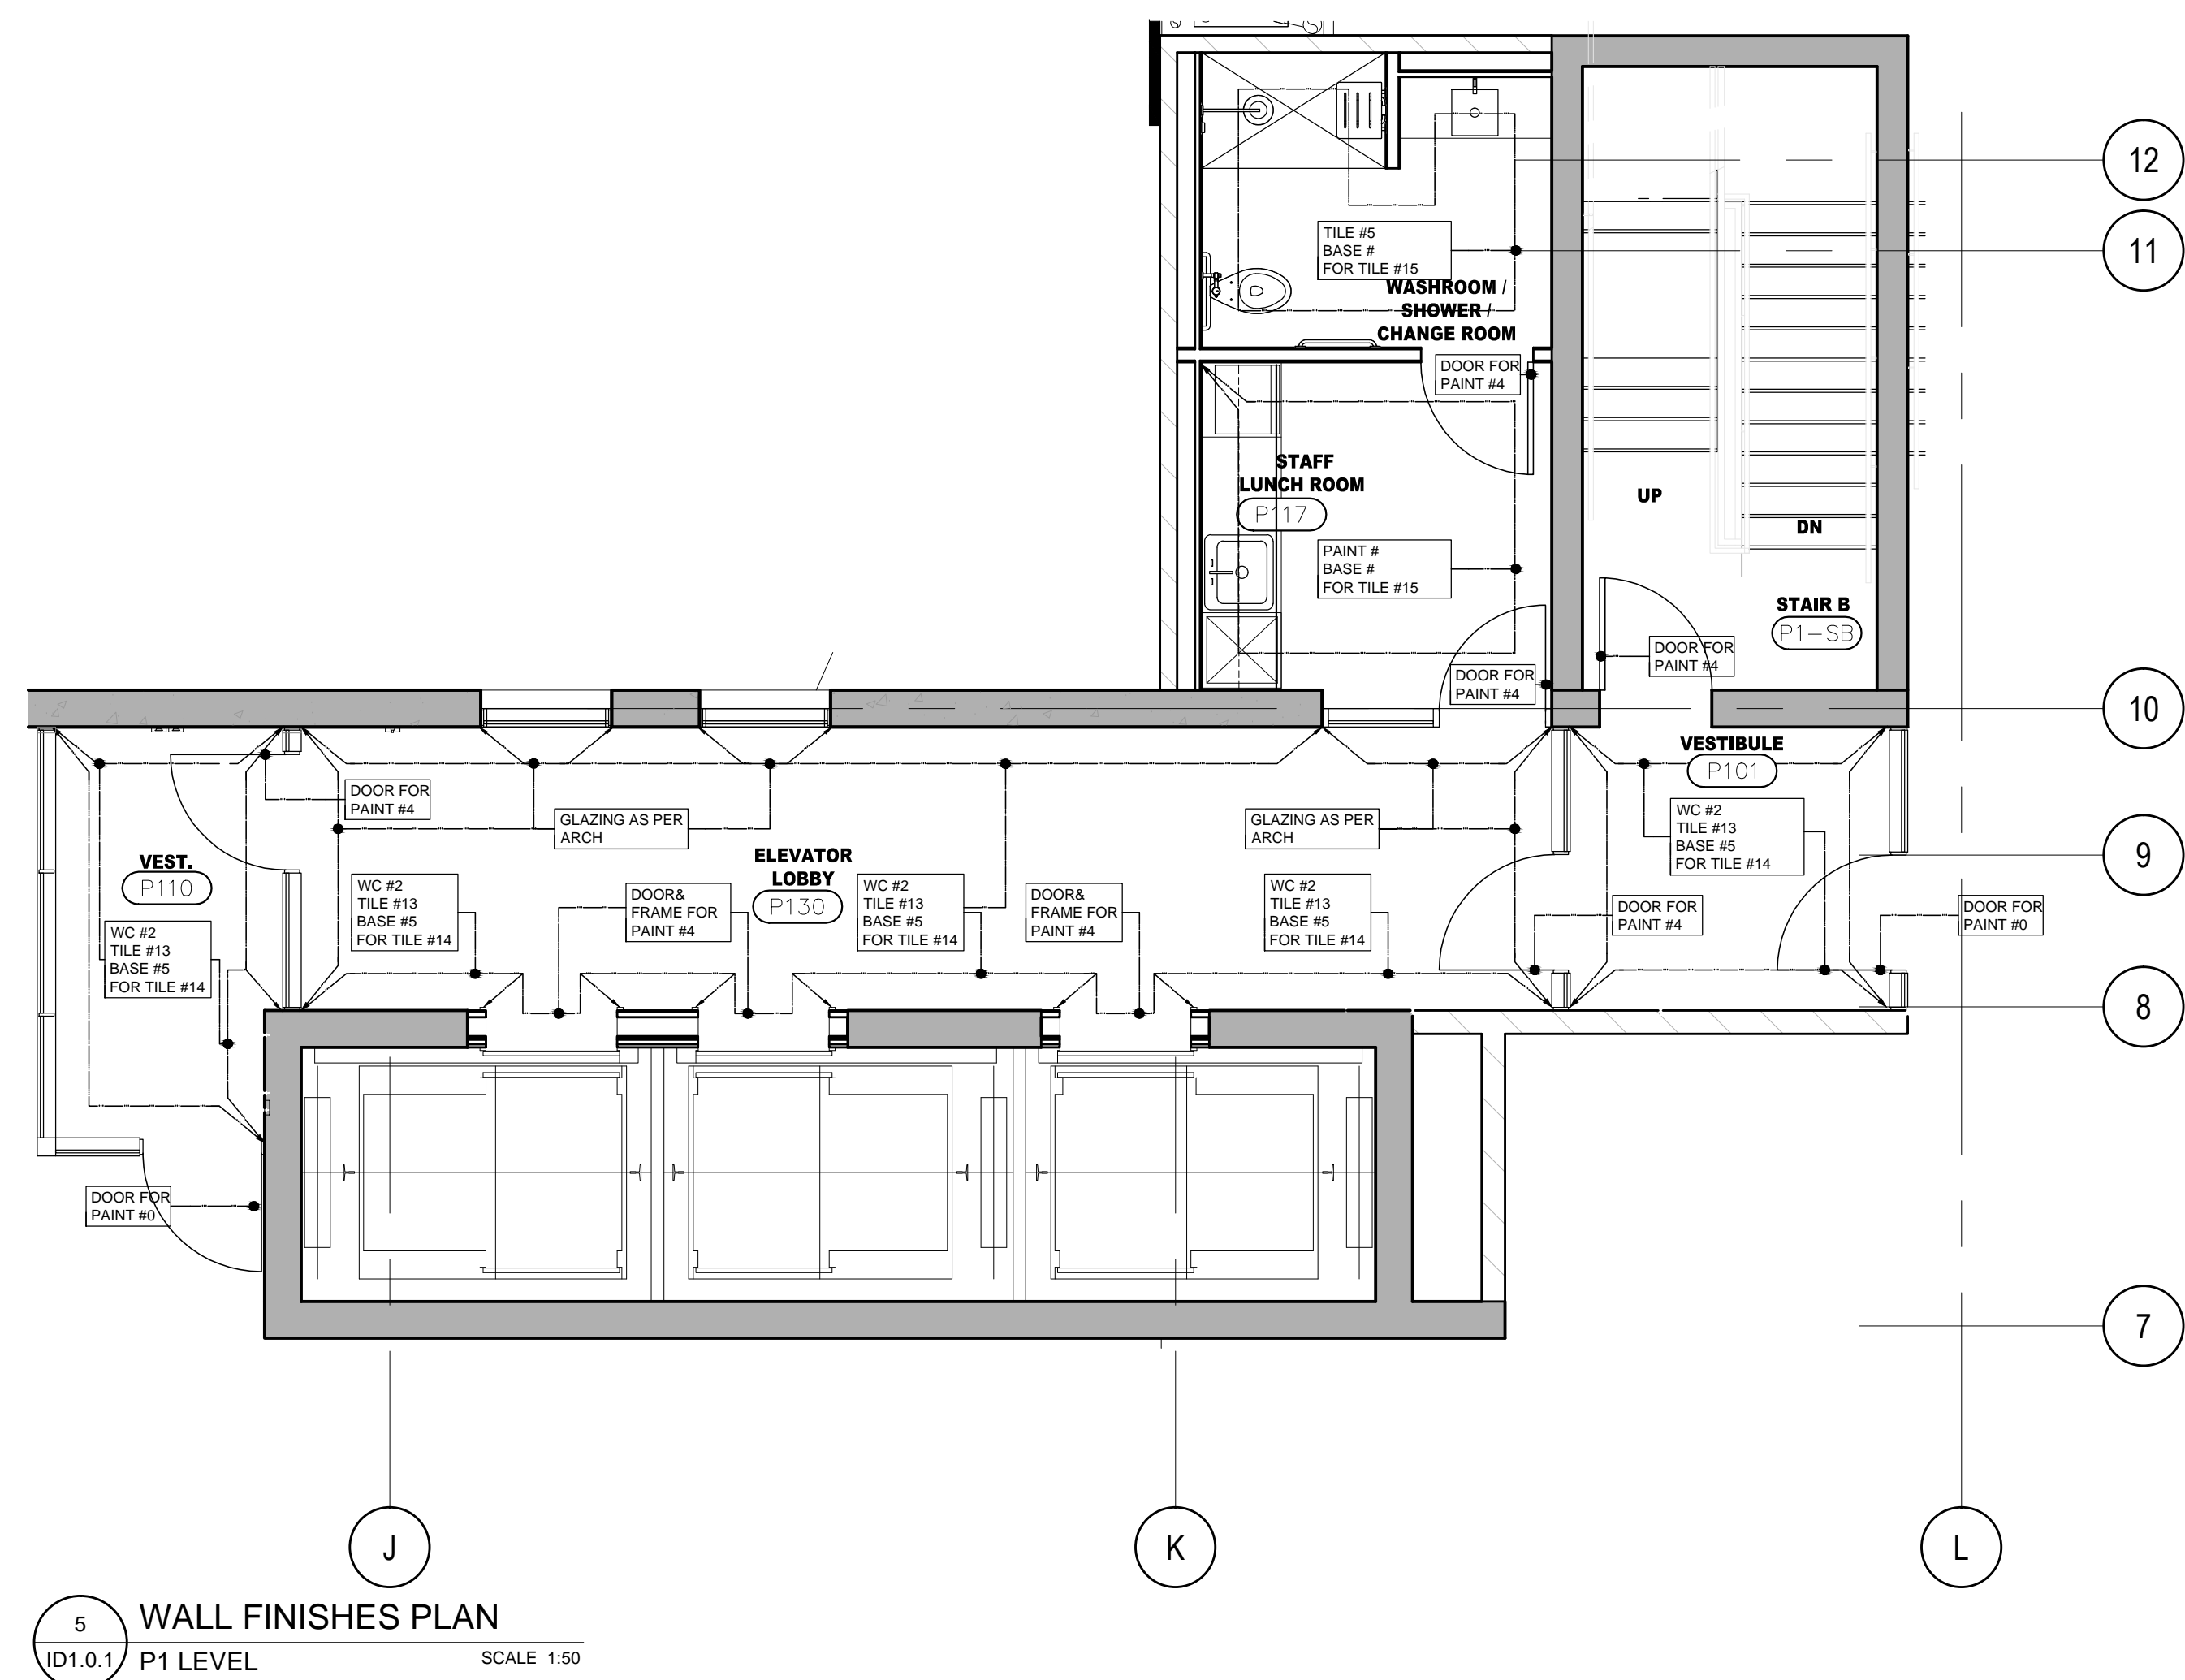 12
11
TILE #5
BASE #
FOR TILE #15
WASHROOM /
SHOWER /
CHANGE ROOM
DOOR FOR
PAINT #4
STAFF
LUNCH ROOM
P117
UP
DN
PAINT #
BASE #
FOR TILE #15
STAIR B
P1-SB
DOOR FOR
PAINT #4
DOOR FOR
PAINT #4
10
VESTIBULE
P101
DOOR FOR
PAINT #4
GLAZING AS PER
ARCH
GLAZING AS PER
ARCH
WC #2
TILE #13
BASE #5
FOR TILE #14
9
VEST.
P110
ELEVATOR
LOBBY
P130
WC #2
TILE #13
BASE #5
FOR TILE #14
DOOR&
FRAME FOR
PAINT #4
WC #2
TILE #13
BASE #5
FOR TILE #14
DOOR&
FRAME FOR
PAINT #4
WC #2
TILE #13
BASE #5
FOR TILE #14
DOOR FOR
PAINT #4
DOOR FOR
PAINT #0
WC #2
TILE #13
BASE #5
FOR TILE #14
8
DOOR FOR
PAINT #0
7
J
K
L
5
ID1.0.1
WALL FINISHES PLAN
P1 LEVEL
SCALE 1:50